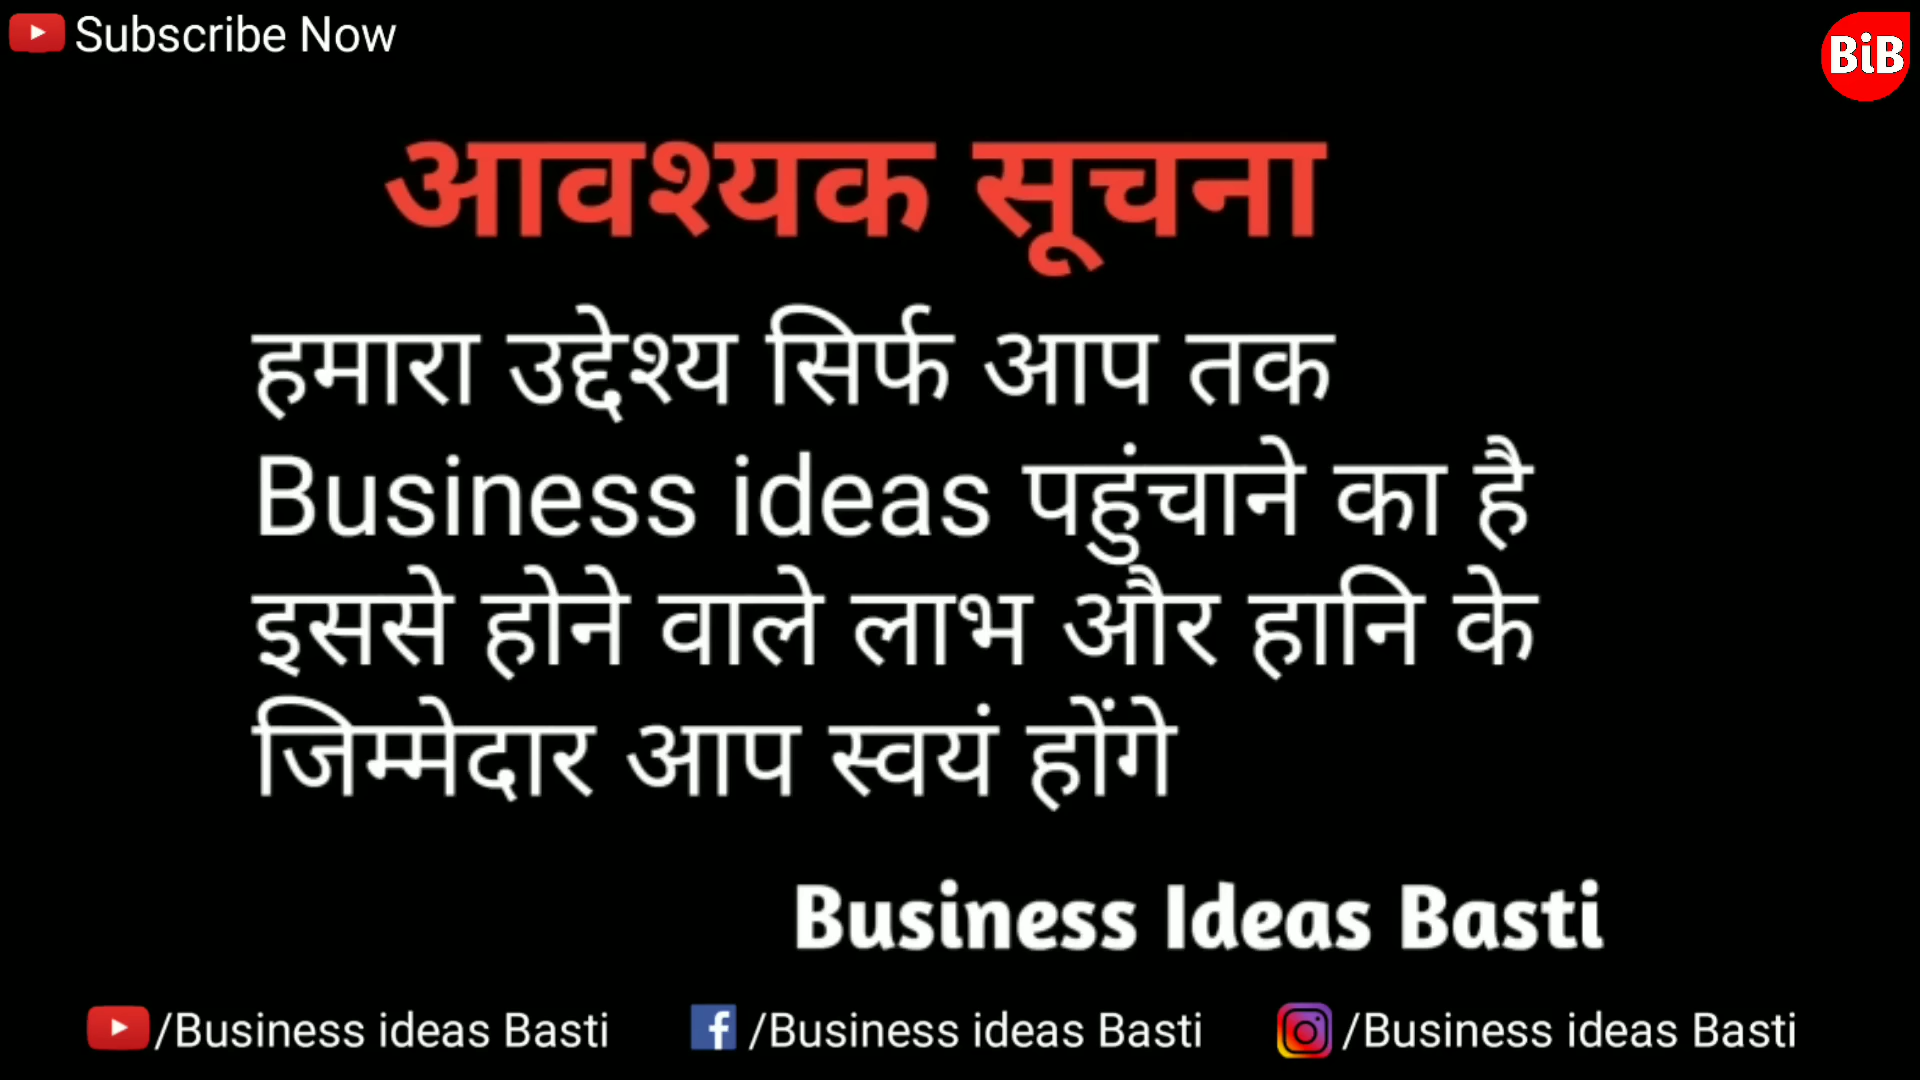 Subscribe Now
BiB
आवश्यक सूचना
हमारा उद्देश्य सिर्फ आप तक
Business ideas पहुंचाने का है
इससे होने वाले लाभ और हानि के
जिम्मेदार आप स्वयं होंगे
Business Ideas Basti
/Business ideas Basti /Business ideas Basti /Business ideas Basti